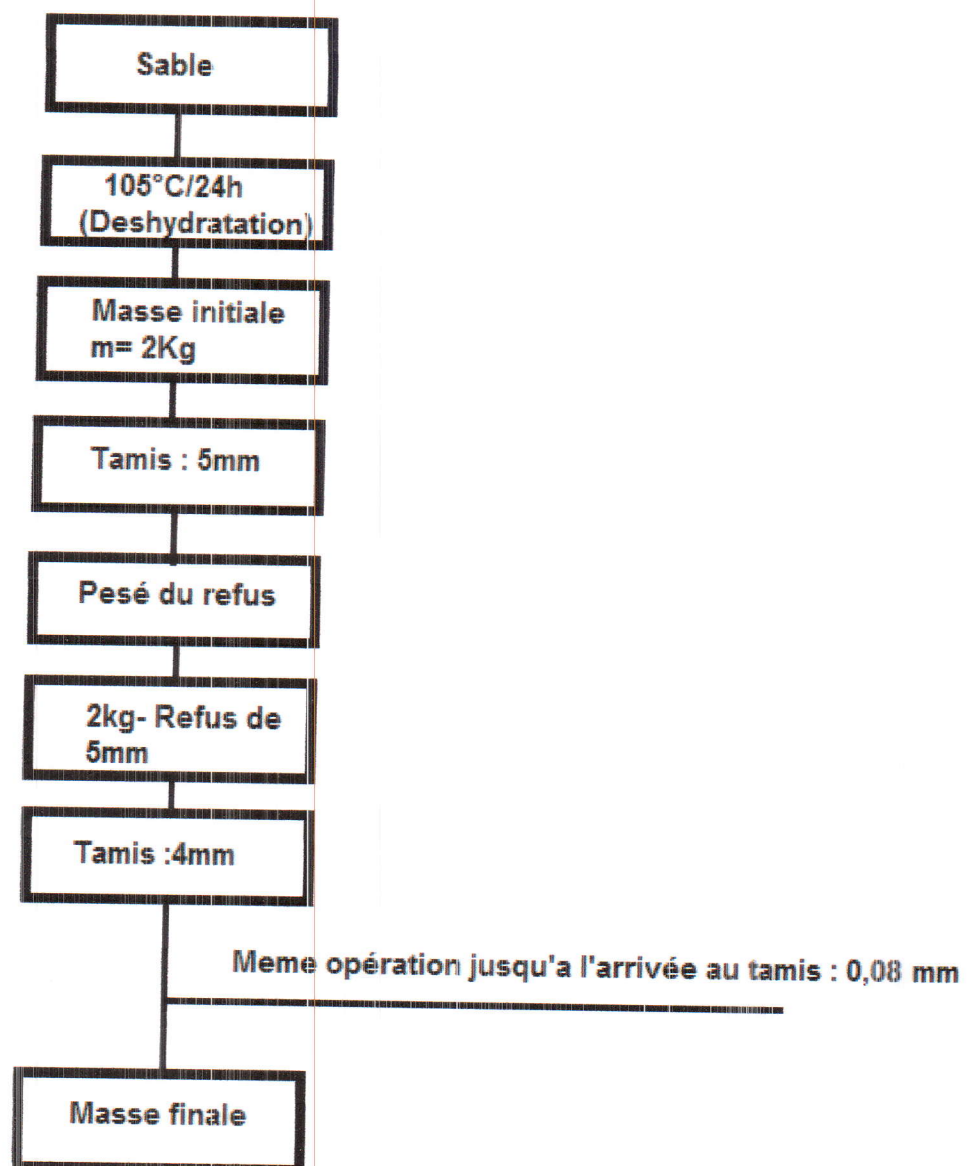 Sable
105°C/24h
(Deshydratation)
Masse initiale
m= 2Kg
Tamis : 5mm
Pesé du refus
2kg- Refus de
5mm
Tamis :4mm
Meme opération jusqu'a l'arrivée au tamis : 0,08 mm
Masse finale